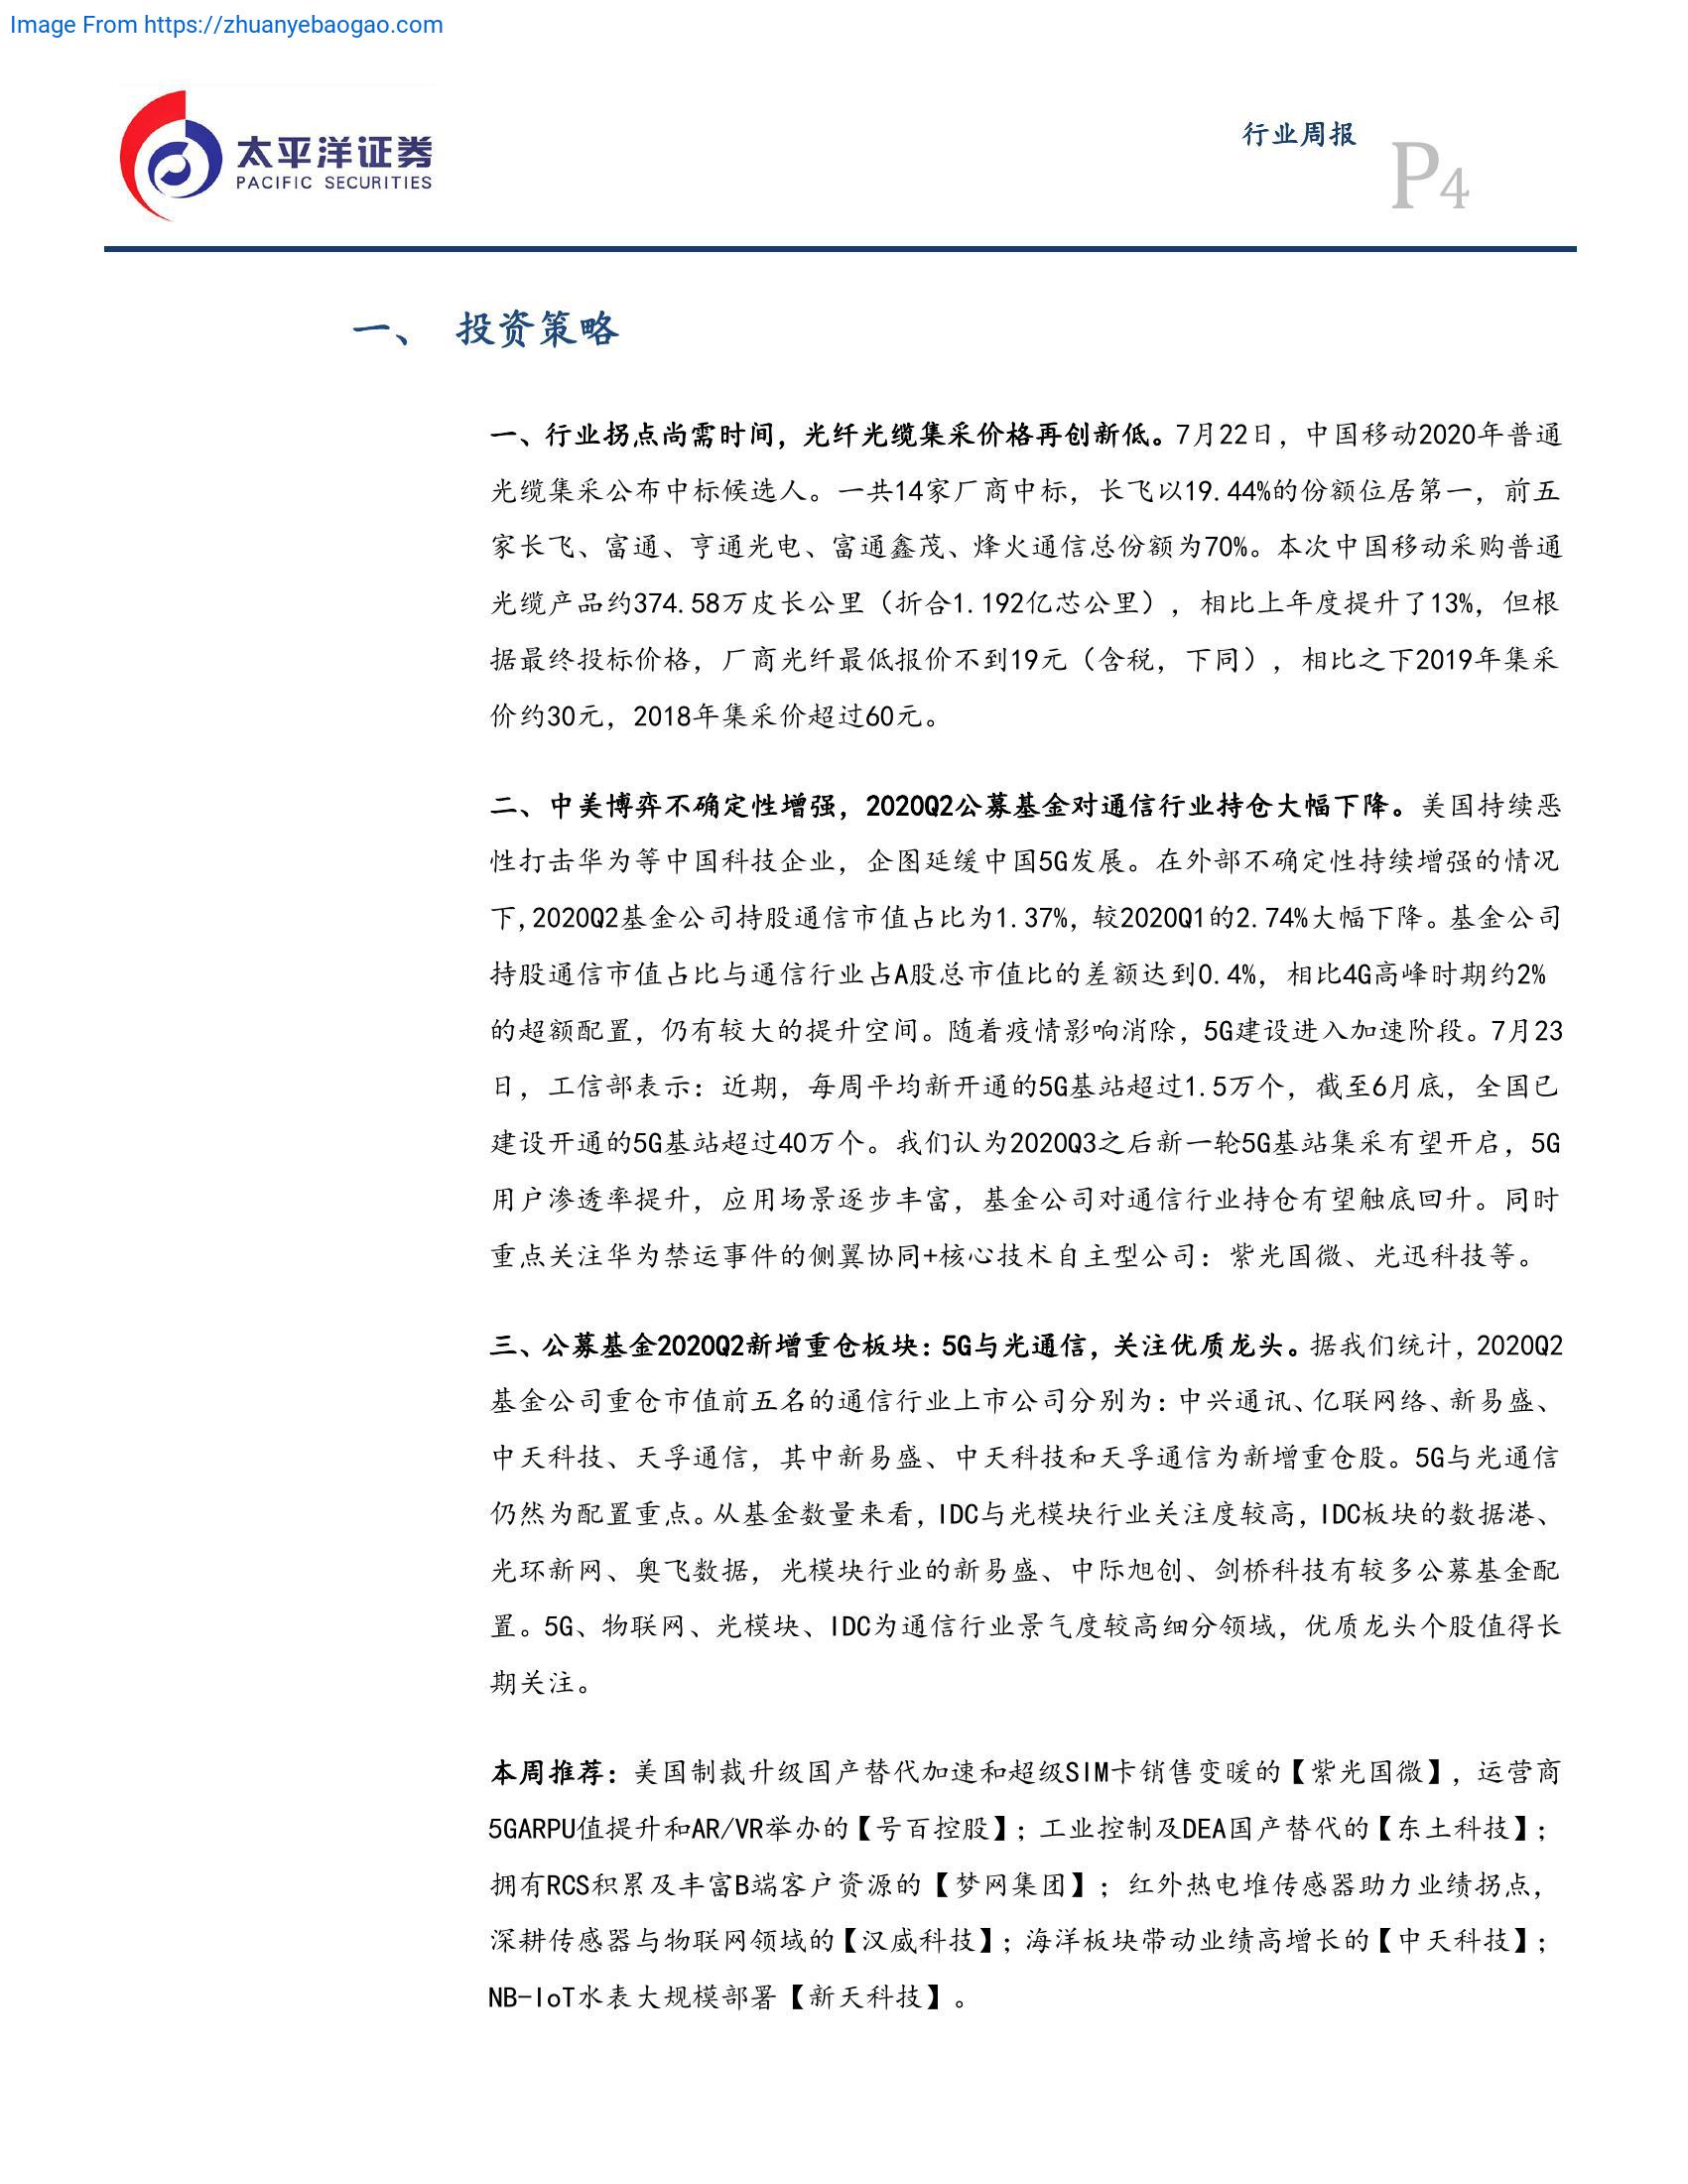 Image From https://zhuanyebaogao.com
太平洋证券
PACIFIC SECURITIES
行业周报
P4
一、 投资策略
一、行业拐点尚需时间，光纤光缆集采价格再创新低。7月22日，中国移动2020年普通
光缆集采公布中标候选人。一共14家厂商中标，长飞以19.44%的份额位居第一，前五
家长飞、富通、亨通光电、富通鑫茂、烽火通信总份额为70%。本次中国移动采购普通
光缆产品约374.58万皮长公里（折合1.192亿芯公里），相比上年度提升了13%，但根
据最终投标价格，厂商光纤最低报价不到19元（含税，下同），相比之下2019年集采
价约30元，2018年集采价超过60元。
二、中美博弈不确定性增强，2020Q2公募基金对通信行业持仓大幅下降。美国持续恶
性打击华为等中国科技企业，企图延缓中国5G发展。在外部不确定性持续增强的情况
下,2020Q2基金公司持股通信市值占比为1.37%，较2020Q1的2.74%大幅下降。基金公司
持股通信市值占比与通信行业占A股总市值比的差额达到0.4%，相比4G高峰时期约2%
的超额配置，仍有较大的提升空间。随着疫情影响消除，5G建设进入加速阶段。7月23
日，工信部表示：近期，每周平均新开通的5G基站超过1.5万个，截至6月底，全国已
建设开通的5G基站超过40万个。我们认为2020Q3之后新一轮5G基站集采有望开启，5G
用户渗透率提升，应用场景逐步丰富，基金公司对通信行业持仓有望触底回升。同时
重点关注华为禁运事件的侧翼协同+核心技术自主型公司：紫光国微、光迅科技等。
三、公募基金2020Q2新增重仓板块：5G与光通信，关注优质龙头。据我们统计，2020Q2
基金公司重仓市值前五名的通信行业上市公司分别为：中兴通讯、亿联网络、新易盛、
中天科技、天孚通信，其中新易盛、中天科技和天孚通信为新增重仓股。5G与光通信
仍然为配置重点。从基金数量来看，IDC与光模块行业关注度较高，IDC板块的数据港、
光环新网、奥飞数据，光模块行业的新易盛、中际旭创、剑桥科技有较多公募基金配
置。5G、物联网、光模块、IDC为通信行业景气度较高细分领域，优质龙头个股值得长
期关注。
本周推荐：美国制裁升级国产替代加速和超级SIM卡销售变暖的【紫光国微】，运营商
5GARPU值提升和AR/VR举办的【号百控股】；工业控制及DEA国产替代的【东土科技】；
拥有RCS积累及丰富B端客户资源的【梦网集团】；红外热电堆传感器助力业绩拐点，
深耕传感器与物联网领域的【汉威科技】；海洋板块带动业绩高增长的【中天科技】；
NB-IoT水表大规模部署【新天科技】。